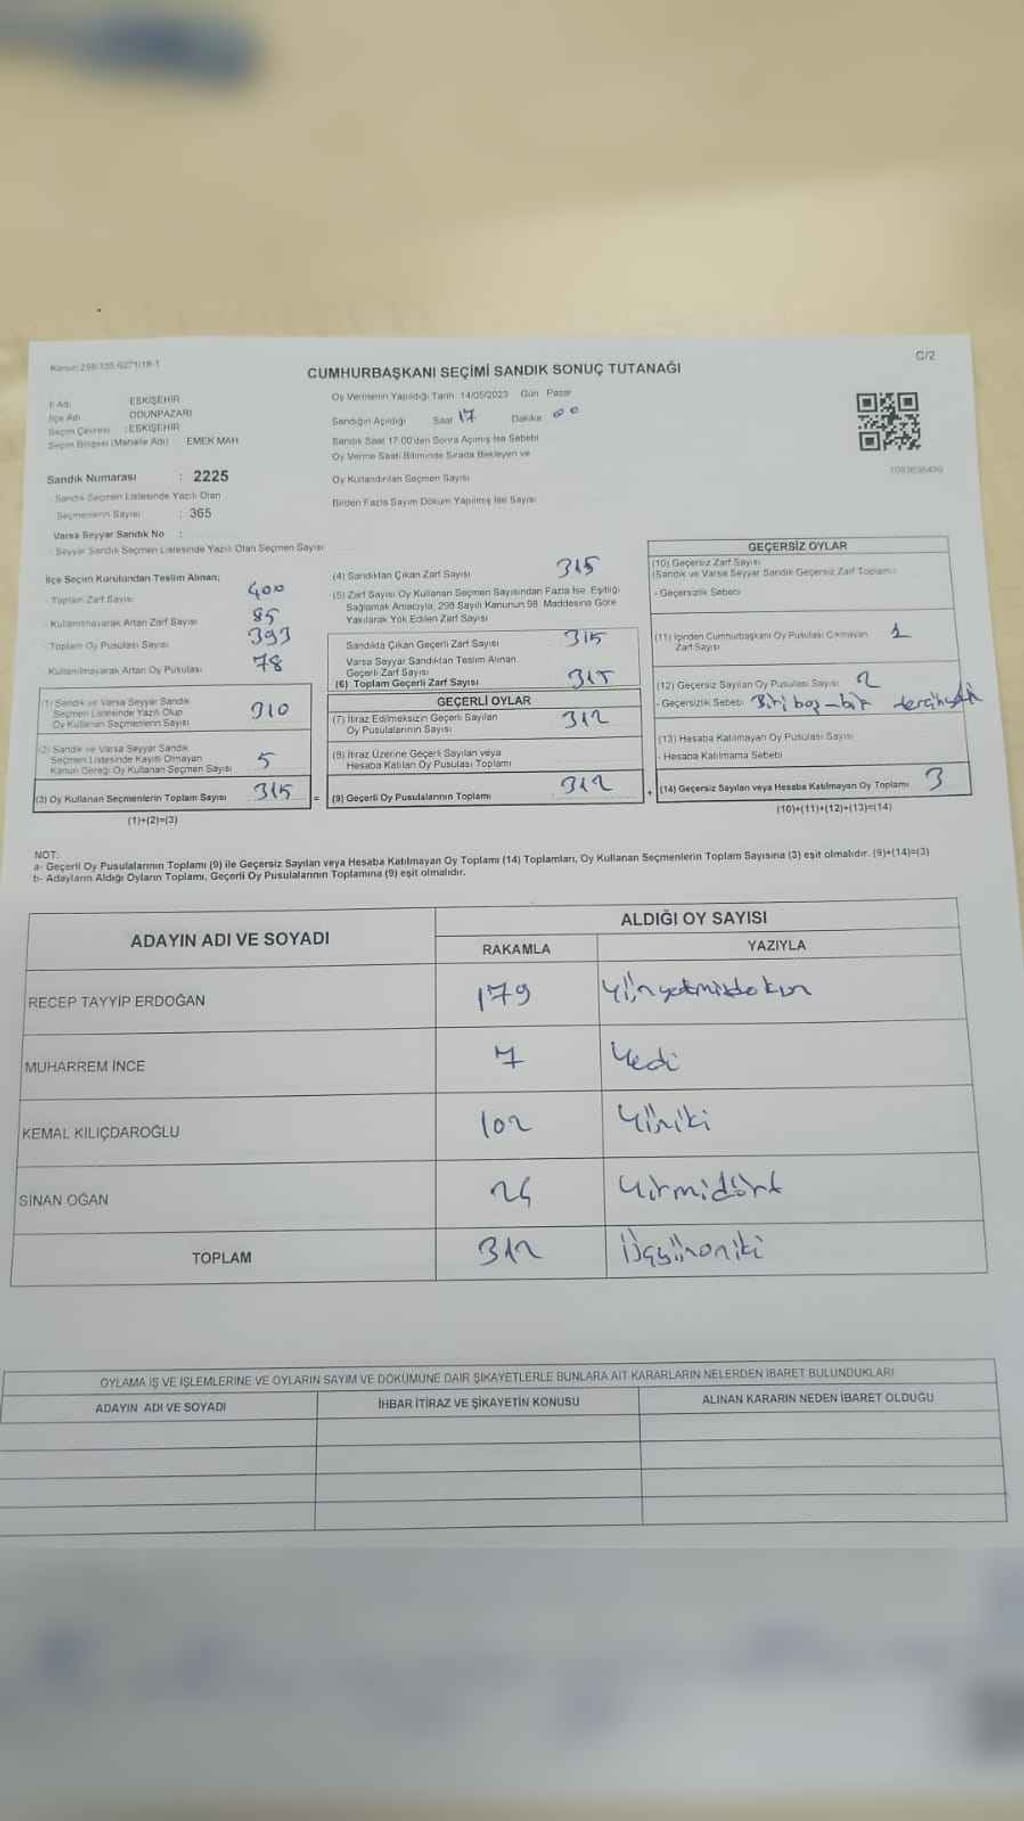 C/2
CUMHURBAŞKANI SEÇİMİ SANDIK SONUÇ TUTANAĞI
İl Adı : ESKİŞEHİR
İlçe Adı : ODUNPAZARI
Seçim Çevresi : ESKİŞEHİR
Seçim Bölgesi (Mahalle Adı) EMEK MAH
Sandık Numarası : 2225
- Sandık Seçmen Listesinde Yazılı Olan
Seçmenlerin Sayısı : 365
Varsa Seyyar Sandık No :
- Seyyar Sandık Seçmen Listesinde Yazılı Olan Seçmen Sayısı
Oy Vermenin Yapıldığı Tarih 14/05/2023 Gün Pazar
Sandığın Açıldığı Saat 17 Dakika 00
Sandık Saat 17:00'den Sonra Açılmış İse Sebebi
Oy Verme Saati Bitiminde Sırada Bekleyen ve
Oy Kullandırılan Seçmen Sayısı
Birden Fazla Sayım Döküm Yapılmış İse Sayısı
İlçe Seçim Kurulundan Teslim Alınan;
- Toplam Zarf Sayısı 400
- Kullanılmayarak Artan Zarf Sayısı 85
- Toplam Oy Pusulası Sayısı 393
- Kullanılmayarak Artan Oy Pusulası 78
(1) Sandık ve Varsa Seyyar Sandık
Seçmen Listesinde Yazılı Olup
Oy Kullanan Seçmenlerin Sayısı 310
(2) Sandık ve Varsa Seyyar Sandık
Seçmen Listesinde Kayıtlı Olmayan
Kanun Gereği Oy Kullanan Seçmen Sayısı 5
(3) Oy Kullanan Seçmenlerin Toplam Sayısı 315 =
(1)+(2)=(3)
(4) Sandıktan Çıkan Zarf Sayısı 315
(5) Zarf Sayısı Oy Kullanan Seçmen Sayısından Fazla İse, Eşitliği
Sağlamak Amacıyla, 298 Sayılı Kanunun 98. Maddesine Göre
Yakılarak Yok Edilen Zarf Sayısı
Sandıkta Çıkan Geçerli Zarf Sayısı 315
Varsa Seyyar Sandıktan Teslim Alınan
Geçerli Zarf Sayısı
(6) Toplam Geçerli Zarf Sayısı 315
GEÇERLİ OYLAR
(7) İtiraz Edilmeksizin Geçerli Sayılan
Oy Pusulalarının Sayısı 312
(8) İtiraz Üzerine Geçerli Sayılan veya
Hesaba Katılan Oy Pusulası Toplamı
(9) Geçerli Oy Pusulalarının Toplamı 312 +
GEÇERSİZ OYLAR
(10) Geçersiz Zarf Sayısı
(Sandık ve Varsa Seyyar Sandık Geçersiz Zarf Toplamı)
- Geçersizlik Sebebi
(11) İçinden Cumhurbaşkanı Oy Pusulası Çıkmayan
Zarf Sayısı 1
(12) Geçersiz Sayılan Oy Pusulası Sayısı 2
- Geçersizlik Sebebi Biri boş - bir
(13) Hesaba Katılmayan Oy Pusulası Sayısı
- Hesaba Katılmama Sebebi
(14) Geçersiz Sayılan veya Hesaba Katılmayan Oy Toplamı 3
(10)+(11)+(12)+(13)=(14)
NOT:
a- Geçerli Oy Pusulalarının Toplamı (9) ile Geçersiz Sayılan veya Hesaba Katılmayan Oy Toplamı (14) Toplamları, Oy Kullanan Seçmenlerin Toplam Sayısına (3) eşit olmalıdır. (9)+(14)=(3)
b- Adayların Aldığı Oyların Toplamı, Geçerli Oy Pusulalarının Toplamına (9) eşit olmalıdır.
ADAYIN ADI VE SOYADI
ALDIĞI OY SAYISI
RAKAMLA YAZIYLA
RECEP TAYYİP ERDOĞAN 179 Yüzyetmişdokuz
MUHARREM İNCE 7 Yedi
KEMAL KILIÇDAROĞLU 102 Yüziki
SİNAN OĞAN 24 Yirmidört
TOPLAM 312 Üçyüzoniki
OYLAMA İŞ VE İŞLEMLERİNE VE OYLARIN SAYIM VE DÖKÜMÜNE DAİR ŞİKAYETLERLE BUNLARA AİT KARARLARIN NELERDEN İBARET BULUNDUKLARI
ADAYIN ADI VE SOYADI İHBAR İTİRAZ VE ŞİKAYETİN KONUSU ALINAN KARARIN NEDEN İBARET OLDUĞU